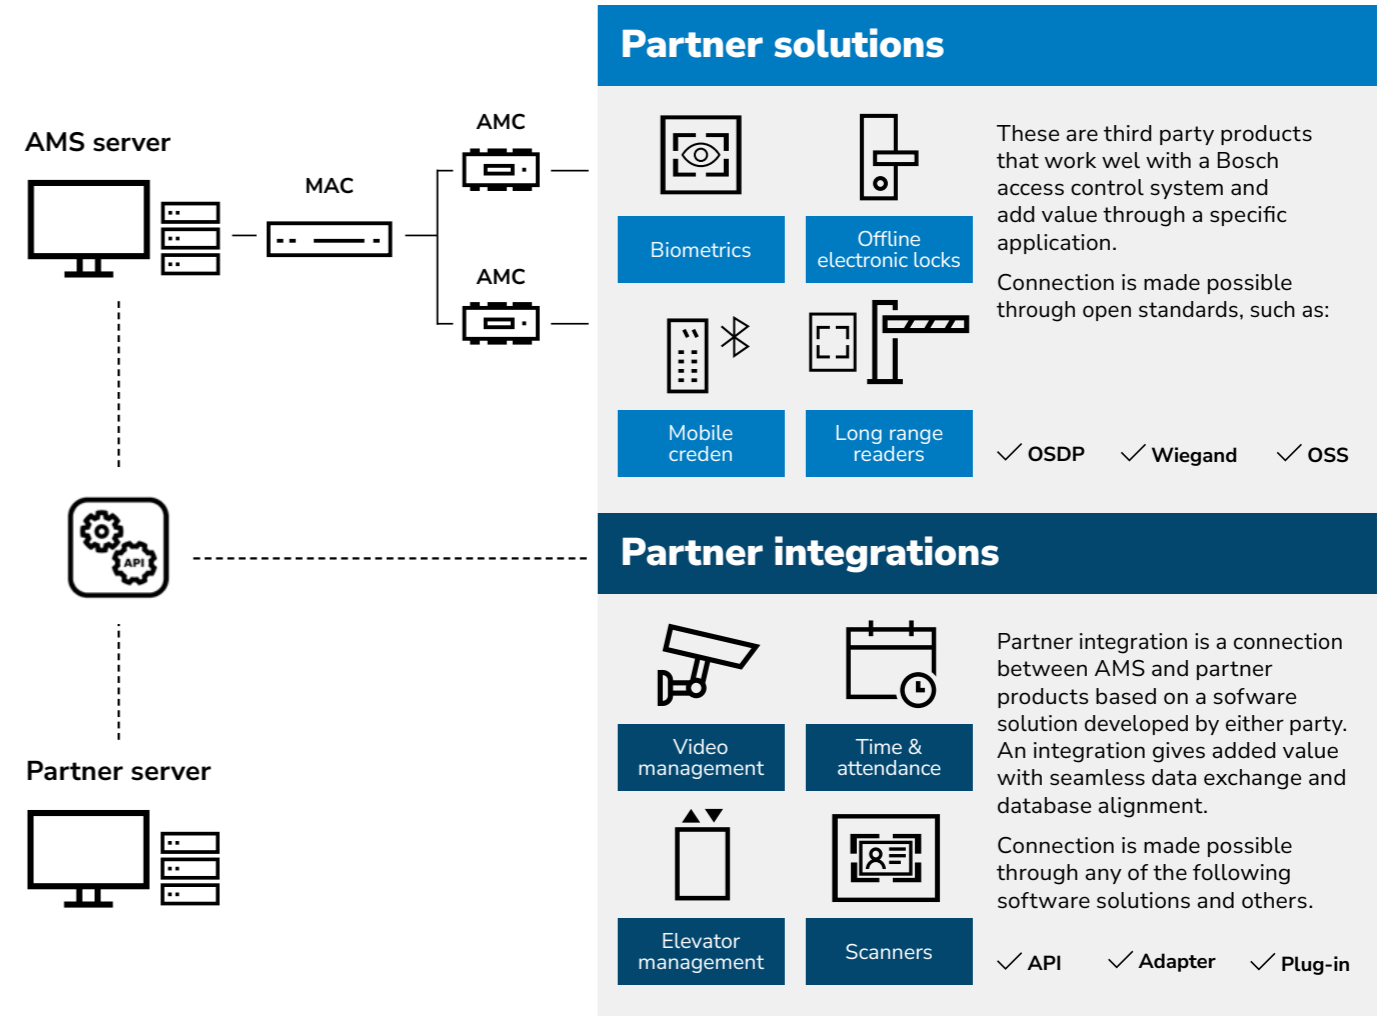 Partner solutions
AMS server
MAC
AMC
AMC
Biometrics
Offline
electronic locks
Mobile
creden
Long range
readers
These are third party products
that work wel with a Bosch
access control system and
add value through a specific
application.
Connection is made possible
through open standards, such as:
OSDP
Wiegand
OSS
API
Partner server
Partner integrations
Video
management
Time &
attendance
Elevator
management
Scanners
Partner integration is a connection
between AMS and partner
products based on a sofware
solution developed by either party.
An integration gives added value
with seamless data exchange and
database alignment.
Connection is made possible
through any of the following
software solutions and others.
API
Adapter
Plug-in